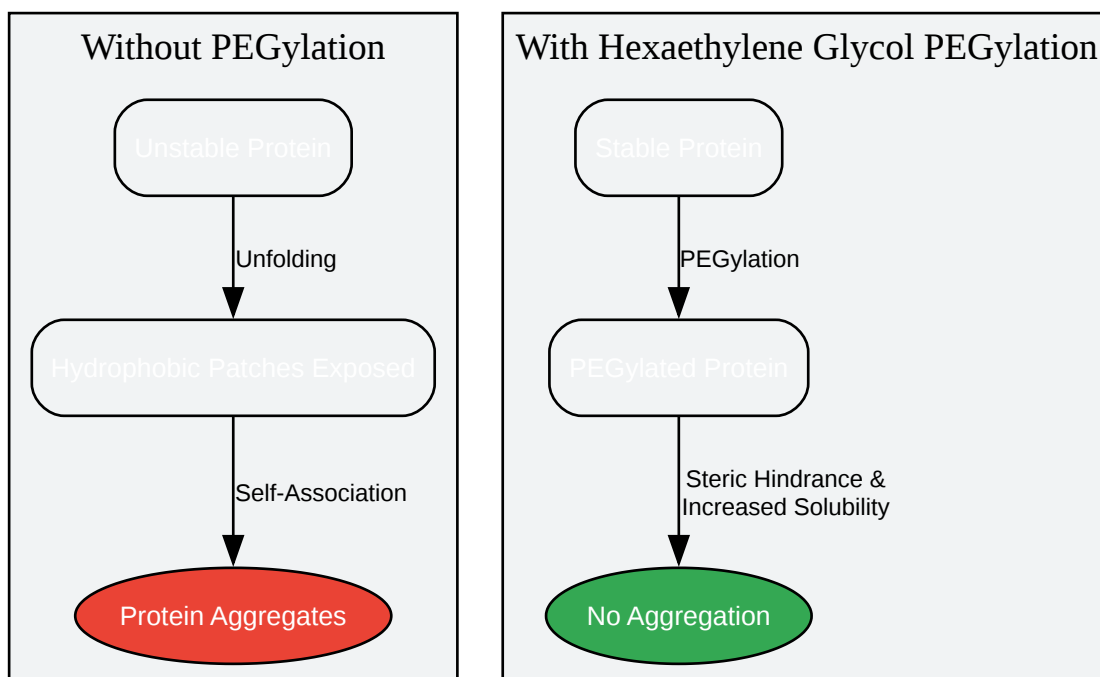 Without PEGylation
Unstable Protein
Unfolding
Hydrophobic Patches Exposed
Self-Association
Protein Aggregates
With Hexaethylene Glycol PEGylation
Stable Protein
PEGylation
PEGylated Protein
Steric Hindrance &
Increased Solubility
No Aggregation